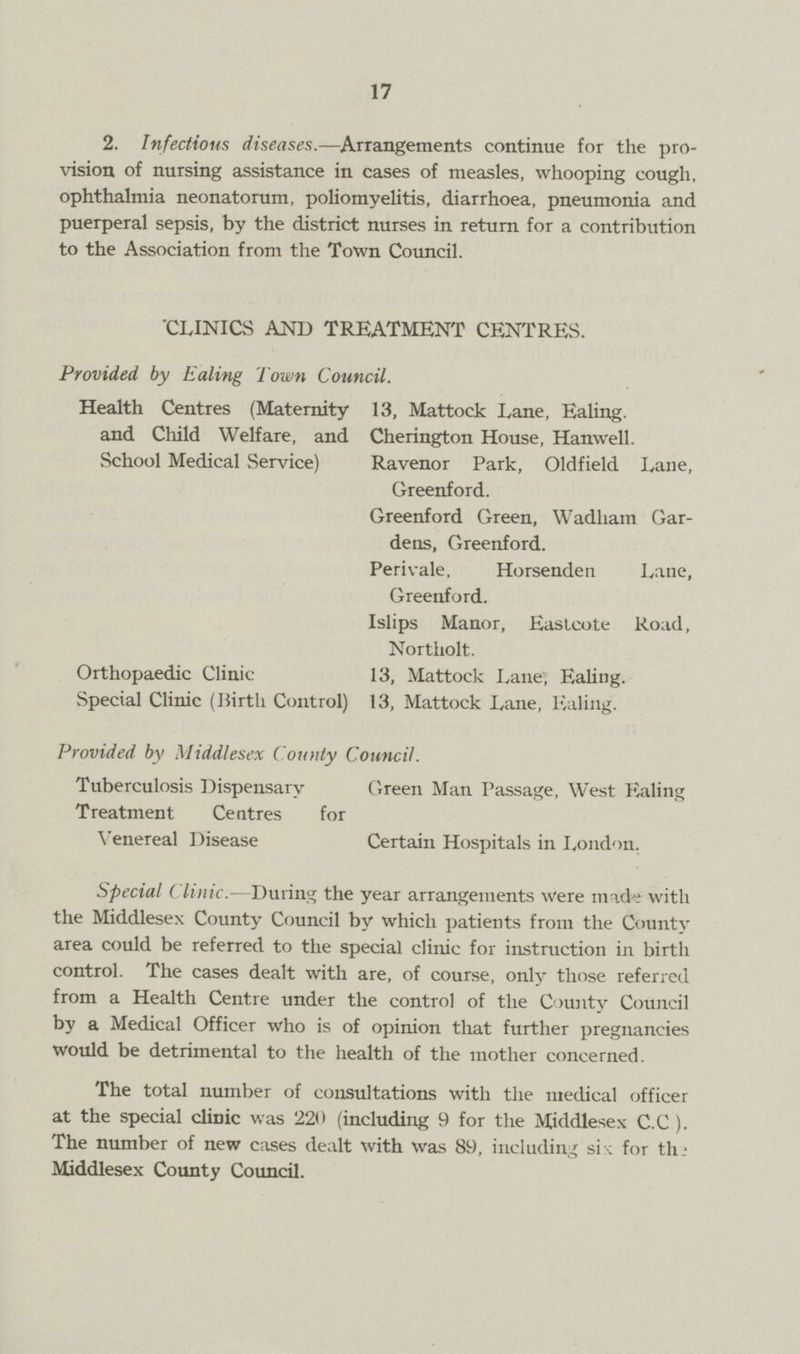 17
2. Infectious diseases.—Arrangements continue for the pro-
vision of nursing assistance in cases of measles, whooping cough,
ophthalmia neonatorum, poliomyelitis, diarrhoea, pneumonia and
puerperal sepsis, by the district nurses in return for a contribution
to the Association from the Town Council.
CLINICS AND TREATMENT CENTRES.
Provided by Ealing Town Council.
Health Centres (Maternity 13, Mattock Lane, Ealing.
and Child Welfare, and Cherington House, Hanwell.
School Medical Service) Ravenor Park, Oldfield Lane,
Greenford.
Greenford Green, Wadham Gar-
dens, Greenford.
Perivale, Horsenden Lane,
Greenford.
Islips Manor, Eastcote Road,
Northolt.
Orthopaedic Clinic 13, Mattock Lane, Ealing.
Special Clinic (Birth Control) 13, Mattock Lane, Ealing.
Provided by Middlesex County Council.
Tuberculosis Dispensary Green Man Passage, West Ealing
Treatment Centres for
Venereal Disease Certain Hospitals in London.
Special Clinic.—During the year arrangements were made with
the Middlesex County Council by which patients from the County
area could be referred to the special clinic for instruction in birth
control. The cases dealt with are, of course, only those referred
from a Health Centre under the control of the County Council
by a Medical Officer who is of opinion that further pregnancies
would be detrimental to the health of the mother concerned.
The total number of consultations with the medical officer
at the special clinic was 220 (including 9 for the Middlesex C.C.).
The number of new cases dealt with was 89, including six for the
Middlesex County Council.